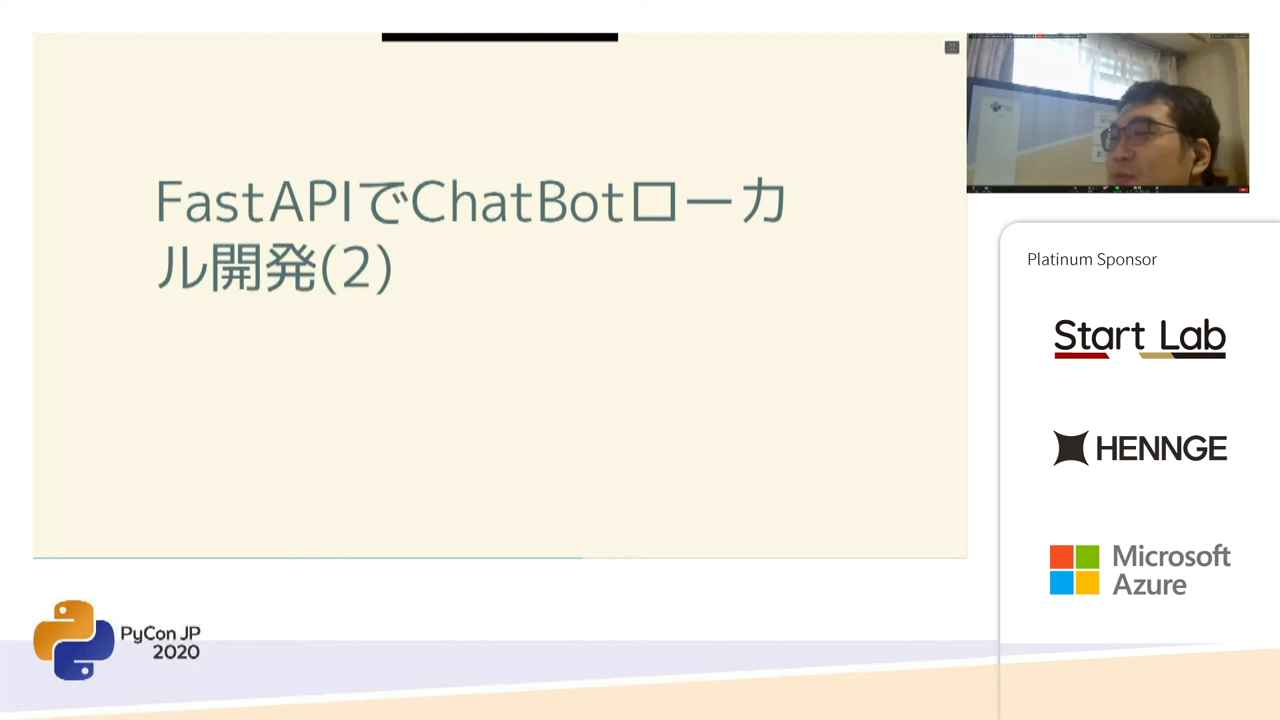 FastAPIでChatBotローカ
ル開発(2)
Platinum Sponsor
Start Lab
HENNGE
Microsoft
Azure
PyCon JP
2020